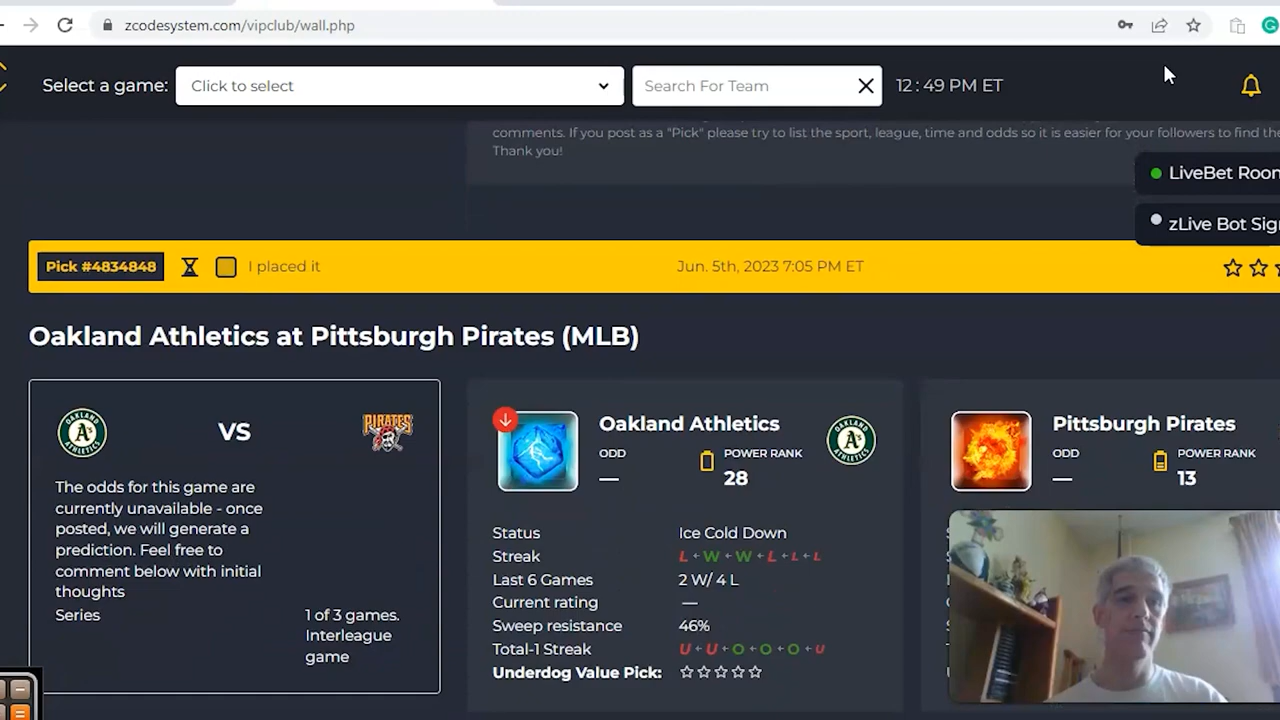 zcodesystem.com/vipclub/wall.php
Select a game: Click to select Search For Team 12 : 49 PM ET
comments. If you post as a "Pick" please try to list the sport, league, time and odds so it is easier for your followers to find the
Thank you!
LiveBet Room
zLive Bot Sig
Pick #4834848 I placed it Jun. 5th, 2023 7:05 PM ET
Oakland Athletics at Pittsburgh Pirates (MLB)
A's
ATHLETICS
VS
PIRATES
The odds for this game are
currently unavailable - once
posted, we will generate a
prediction. Feel free to
comment below with initial
thoughts
Series 1 of 3 games.
Interleague
game
Oakland Athletics
ODD POWER RANK
— 28
A's
Status Ice Cold Down
Streak L W W L L L
Last 6 Games 2 W/ 4 L
Current rating —
Sweep resistance 46%
Total-1 Streak U U O O O U
Underdog Value Pick:
Pittsburgh Pirates
ODD POWER RANK
— 13